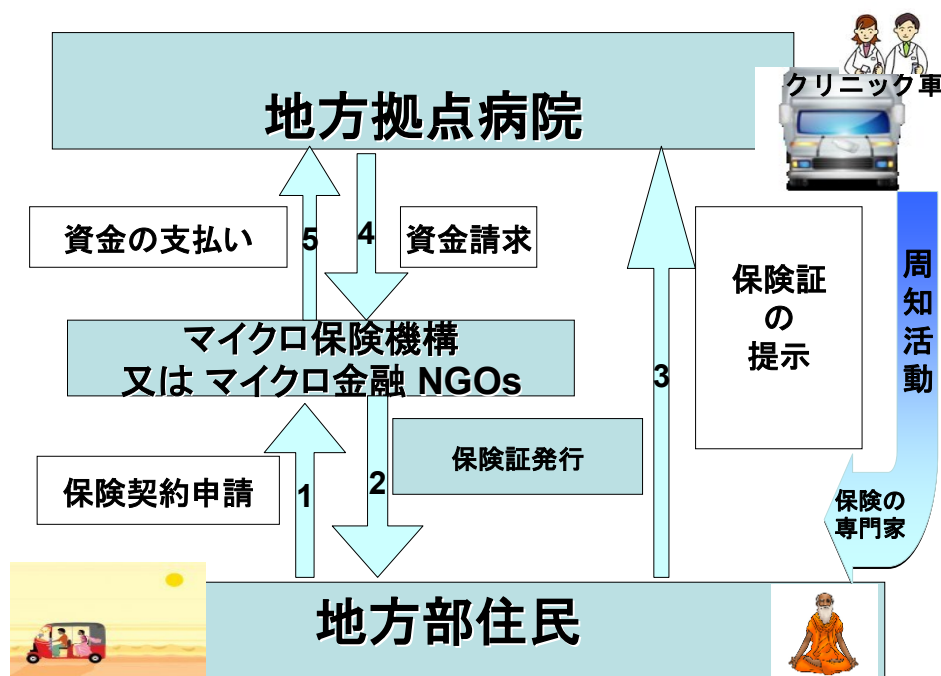 クリニック車
地方拠点病院
資金の支払い
5
4
資金請求
保険証
の
提示
周知活動
マイクロ保険機構
又は マイクロ金融 NGOs
3
保険契約申請
1
2
保険証発行
保険の
専門家
地方部住民